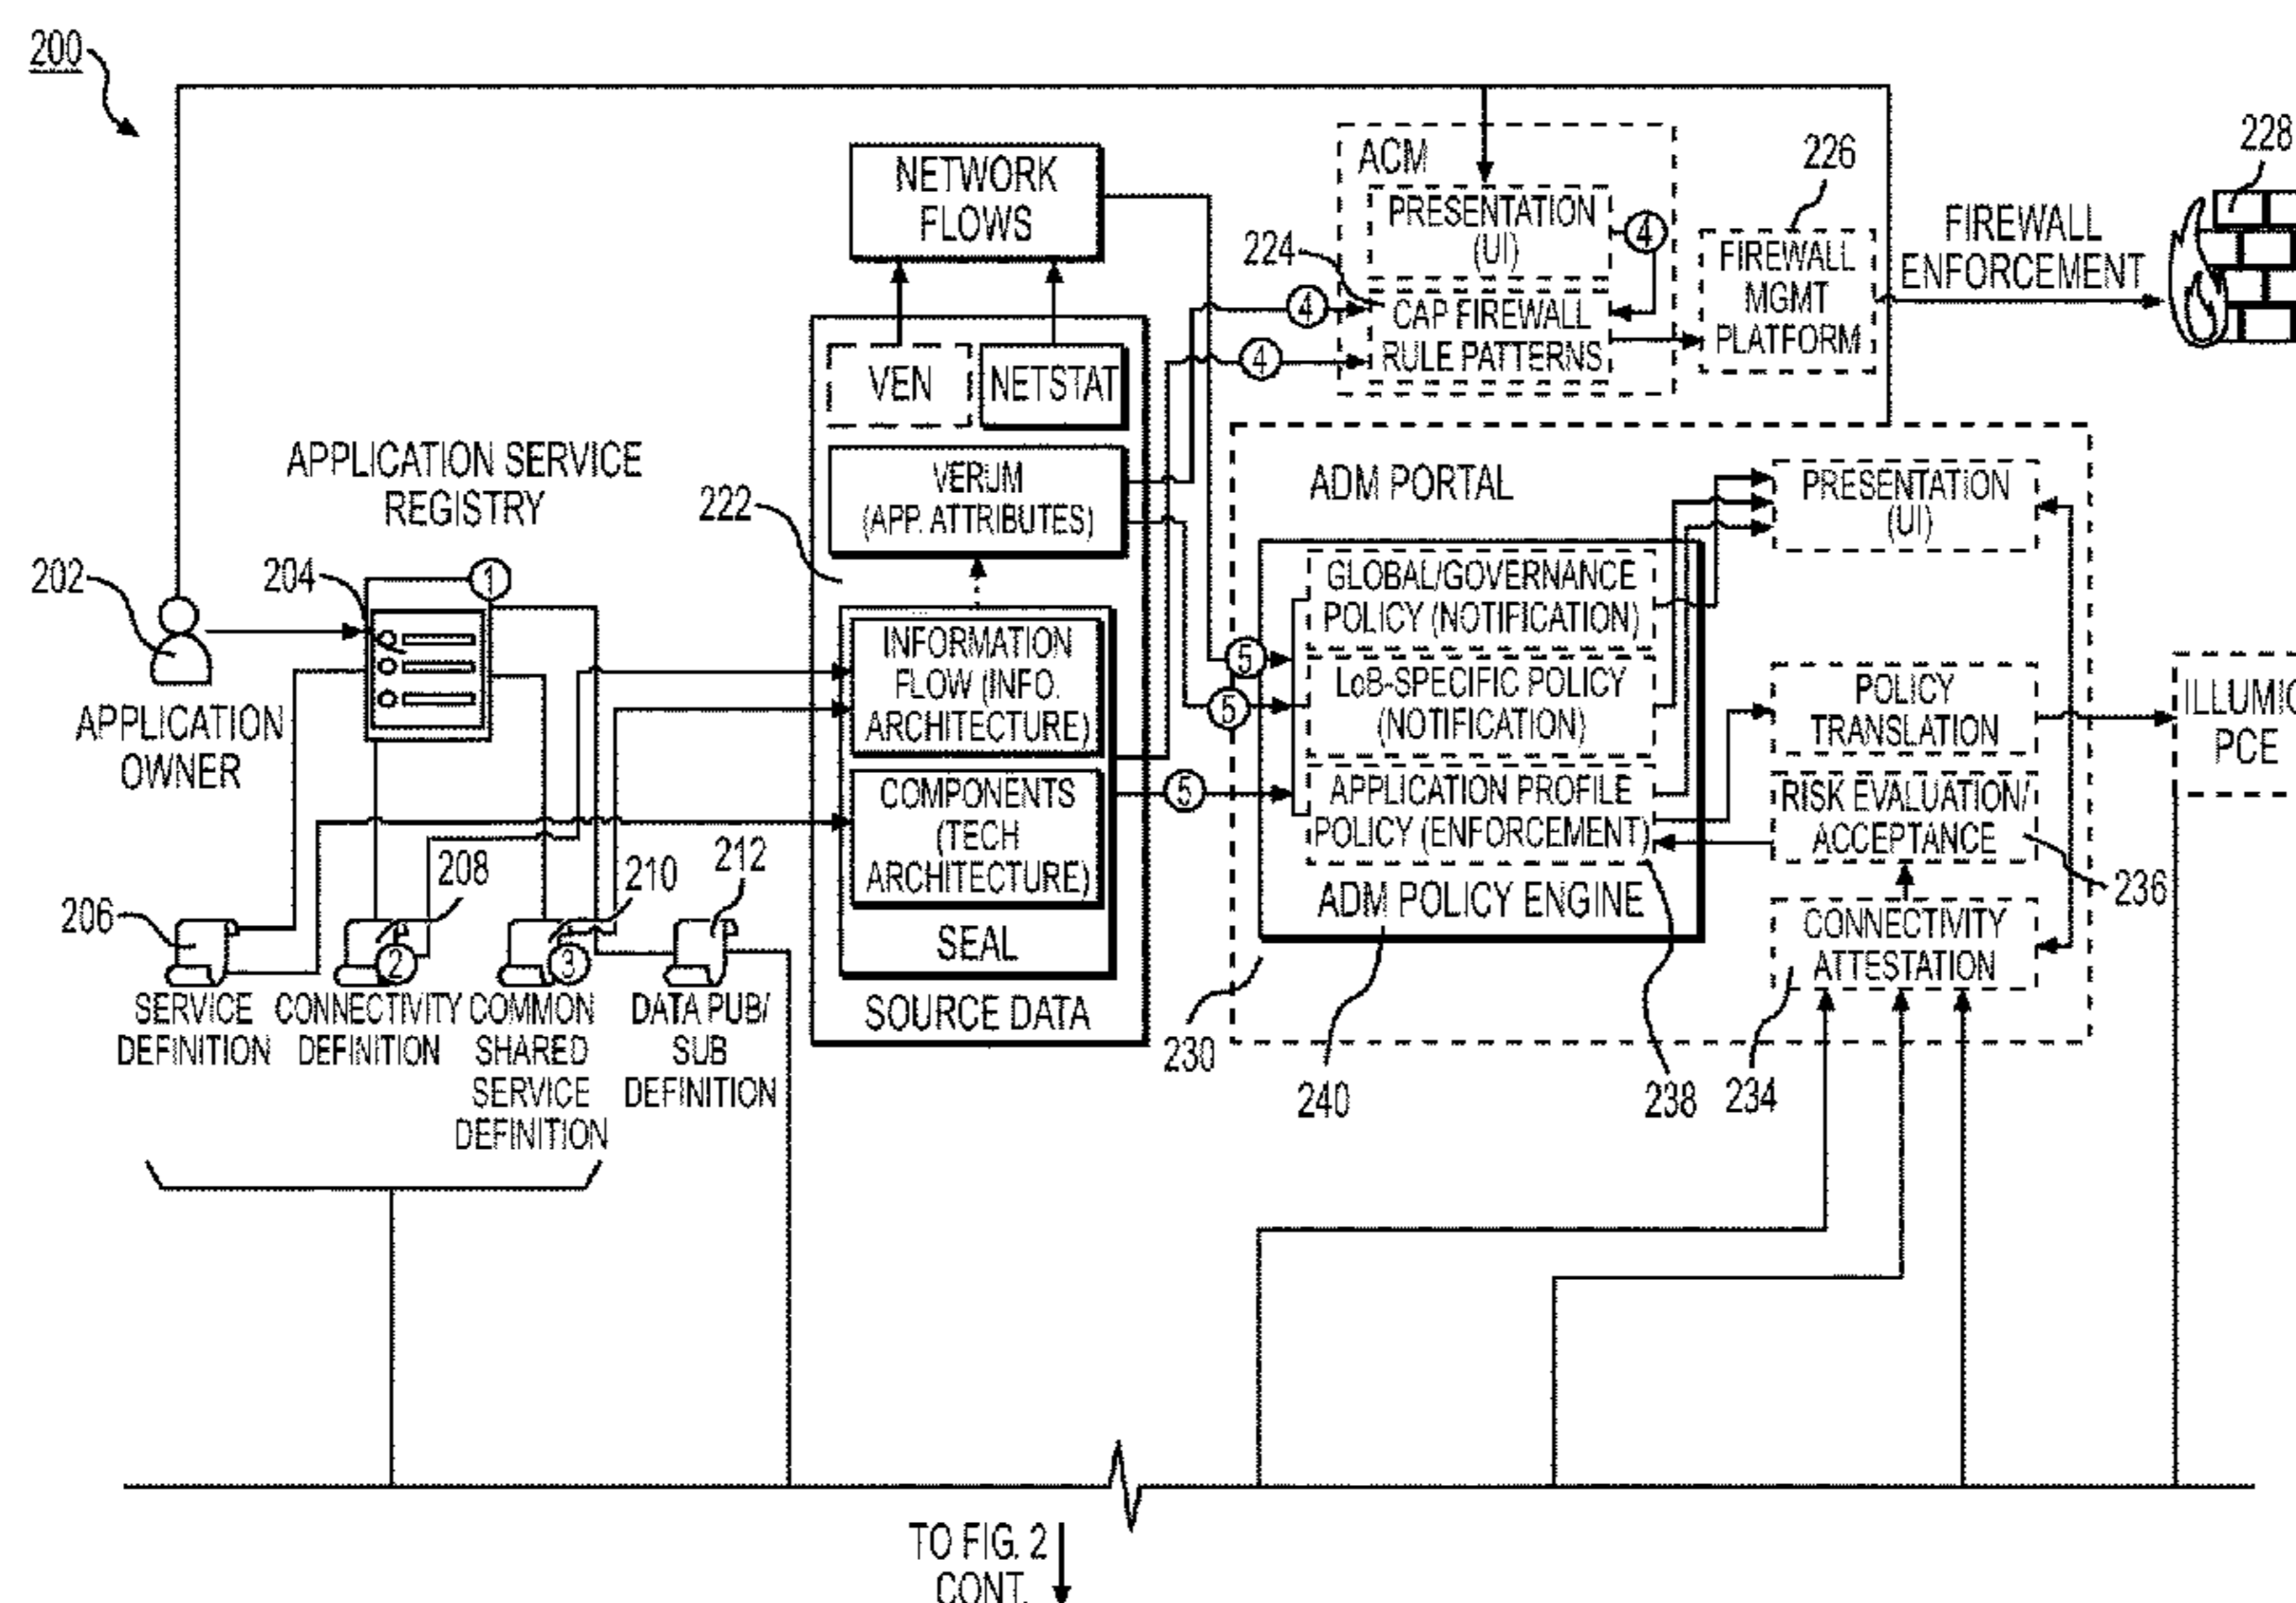 200
NETWORK
FLOWS
ACM
PRESENTATION
(UI)
4
224
CAP FIREWALL
RULE PATTERNS
4
4
226
FIREWALL
MGMT
PLATFORM
FIREWALL
ENFORCEMENT
228
VEN
NETSTAT
VERUM
(APP. ATTRIBUTES)
222
INFORMATION
FLOW (INFO.
ARCHITECTURE)
COMPONENTS
(TECH
ARCHITECTURE)
SEAL
SOURCE DATA
APPLICATION SERVICE
REGISTRY
202
204
1
APPLICATION
OWNER
206
208
210
212
2
3
SERVICE
DEFINITION
CONNECTIVITY
DEFINITION
COMMON
SHARED
SERVICE
DEFINITION
DATA PUB/
SUB
DEFINITION
ADM PORTAL
PRESENTATION
(UI)
GLOBAL/GOVERNANCE
POLICY (NOTIFICATION)
5
LoB-SPECIFIC POLICY
(NOTIFICATION)
5
APPLICATION PROFILE
POLICY (ENFORCEMENT)
5
ADM POLICY ENGINE
POLICY
TRANSLATION
RISK EVALUATION/
ACCEPTANCE
236
CONNECTIVITY
ATTESTATION
ILLUMIO
PCE
230
240
238
234
TO FIG. 2
CONT.